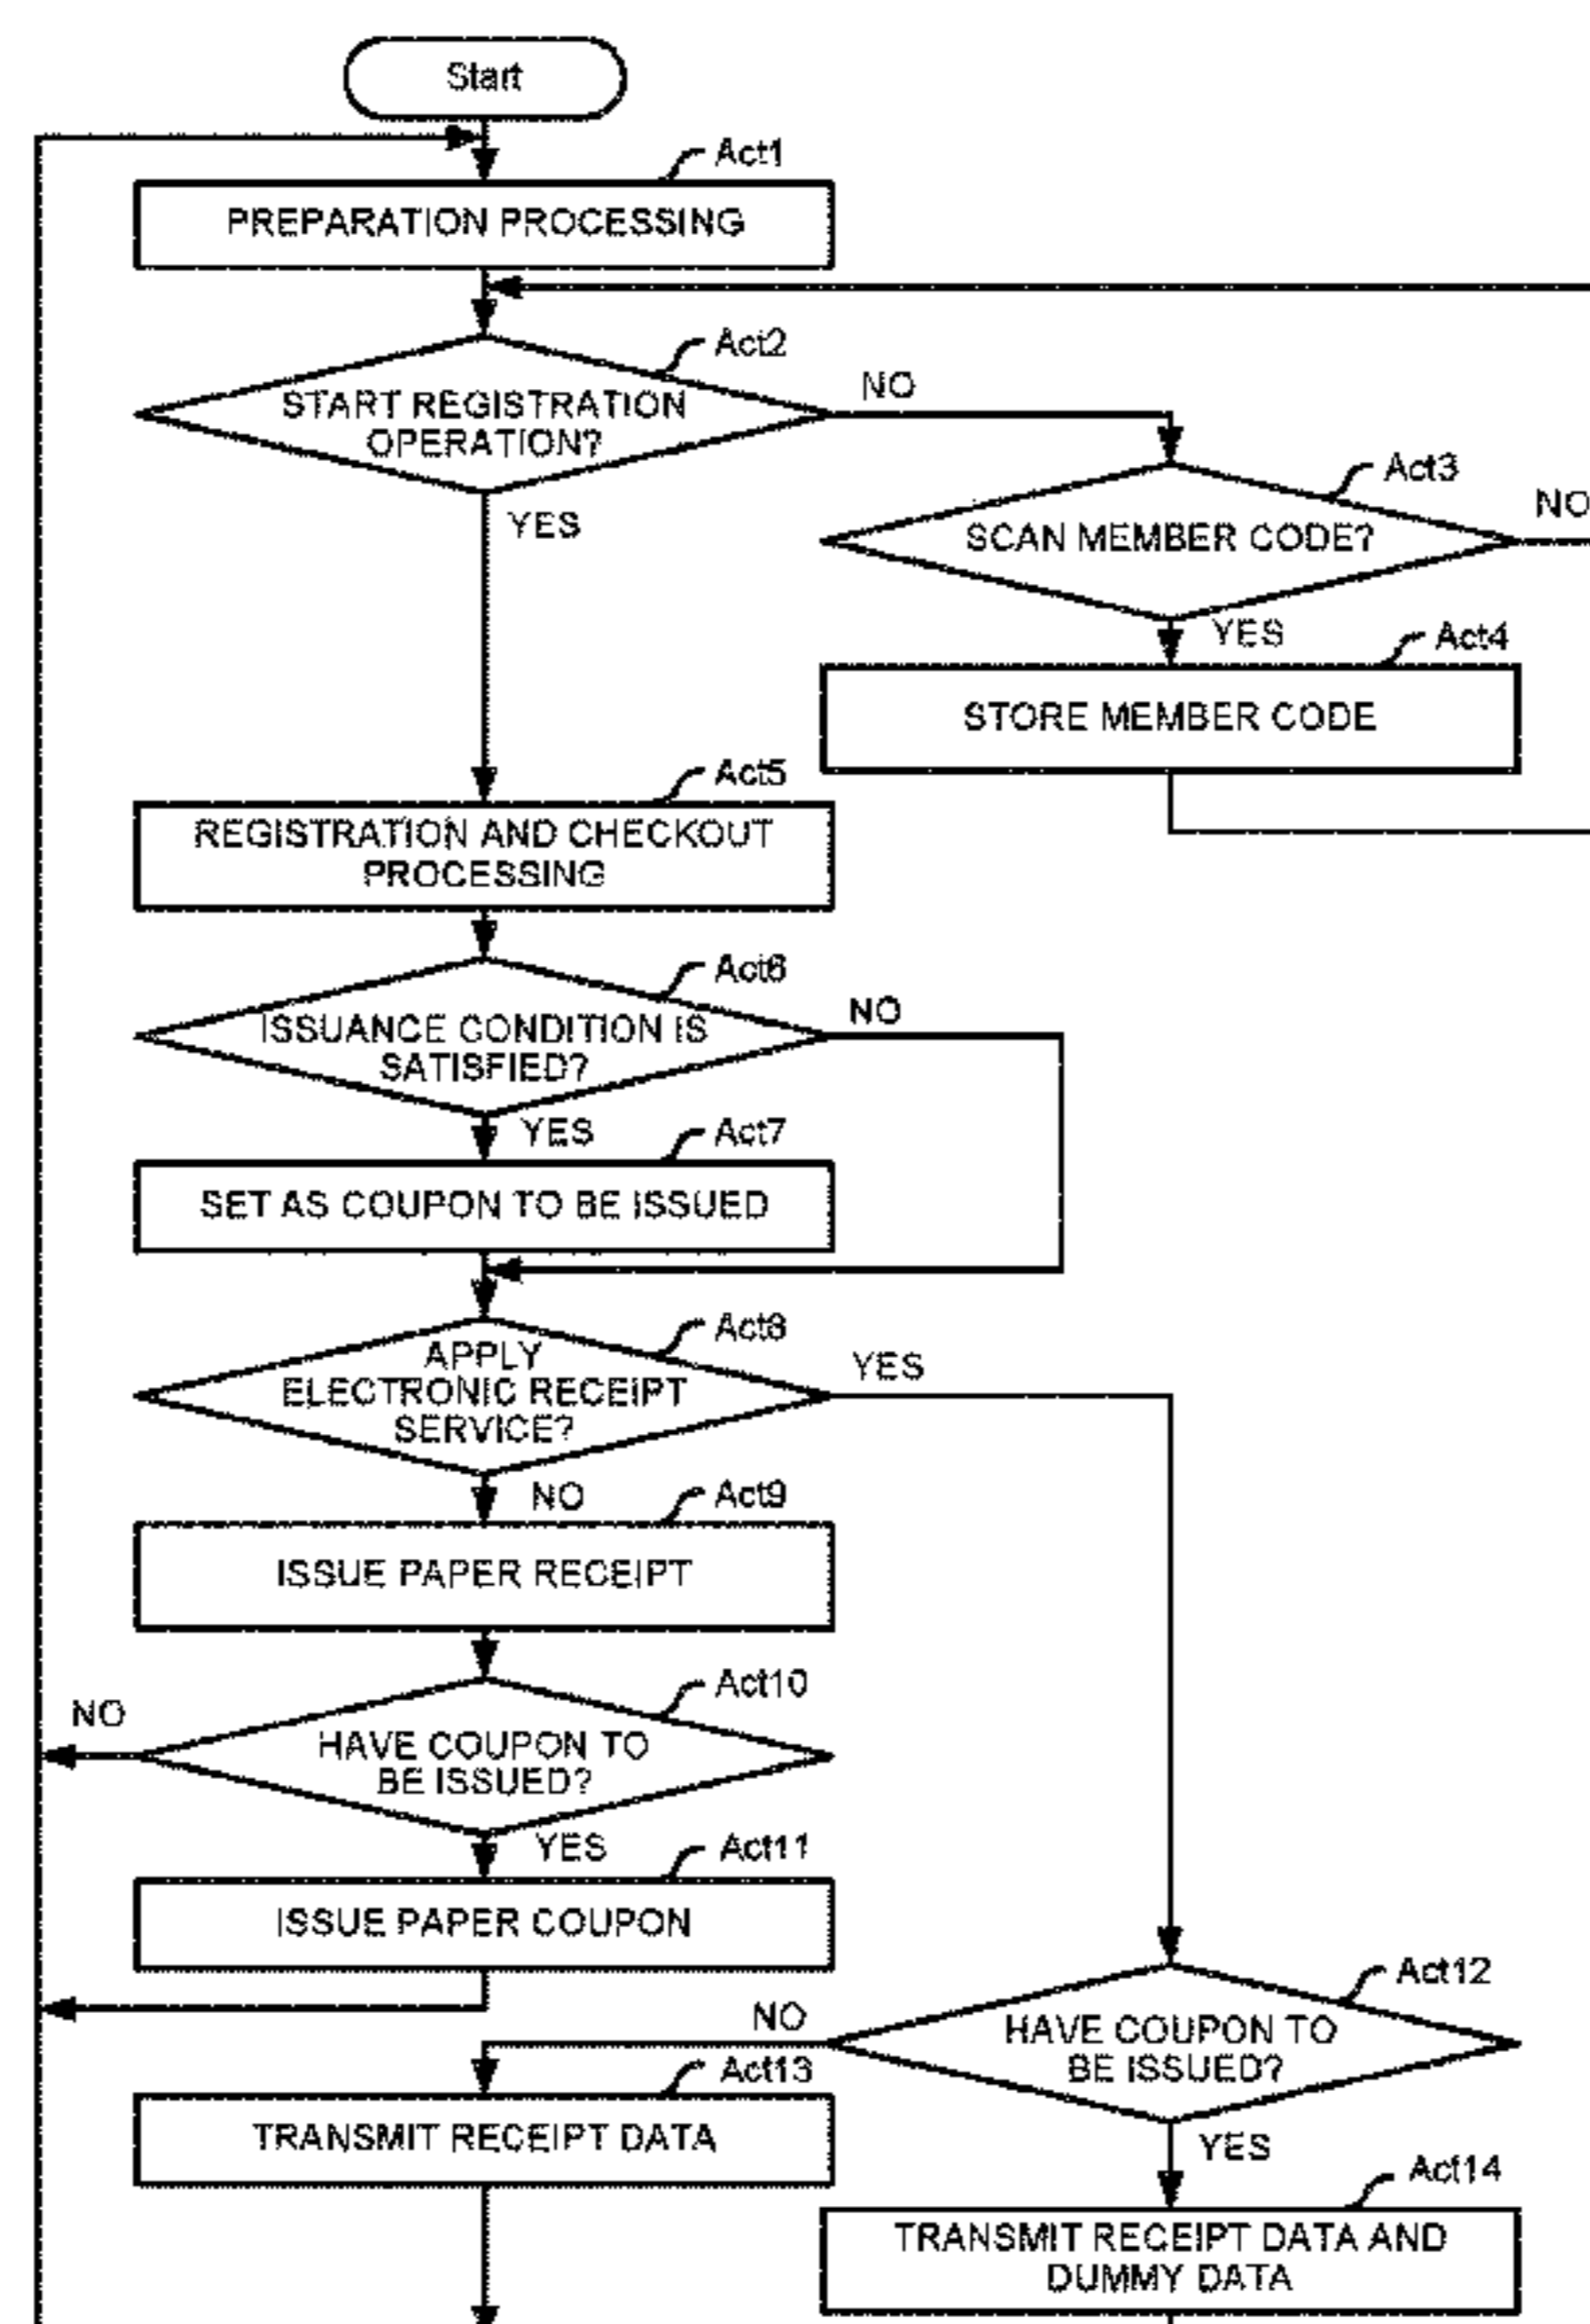 Start
Act1
PREPARATION PROCESSING
Act2
START REGISTRATION
OPERATION?
NO
YES
Act3
SCAN MEMBER CODE?
NO
YES
Act4
STORE MEMBER CODE
Act5
REGISTRATION AND CHECKOUT
PROCESSING
Act6
ISSUANCE CONDITION IS
SATISFIED?
NO
YES
Act7
SET AS COUPON TO BE ISSUED
Act8
APPLY
ELECTRONIC RECEIPT
SERVICE?
YES
NO
Act9
ISSUE PAPER RECEIPT
Act10
NO
HAVE COUPON TO
BE ISSUED?
YES
Act11
ISSUE PAPER COUPON
Act12
HAVE COUPON TO
BE ISSUED?
NO
YES
Act13
TRANSMIT RECEIPT DATA
Act14
TRANSMIT RECEIPT DATA AND
DUMMY DATA